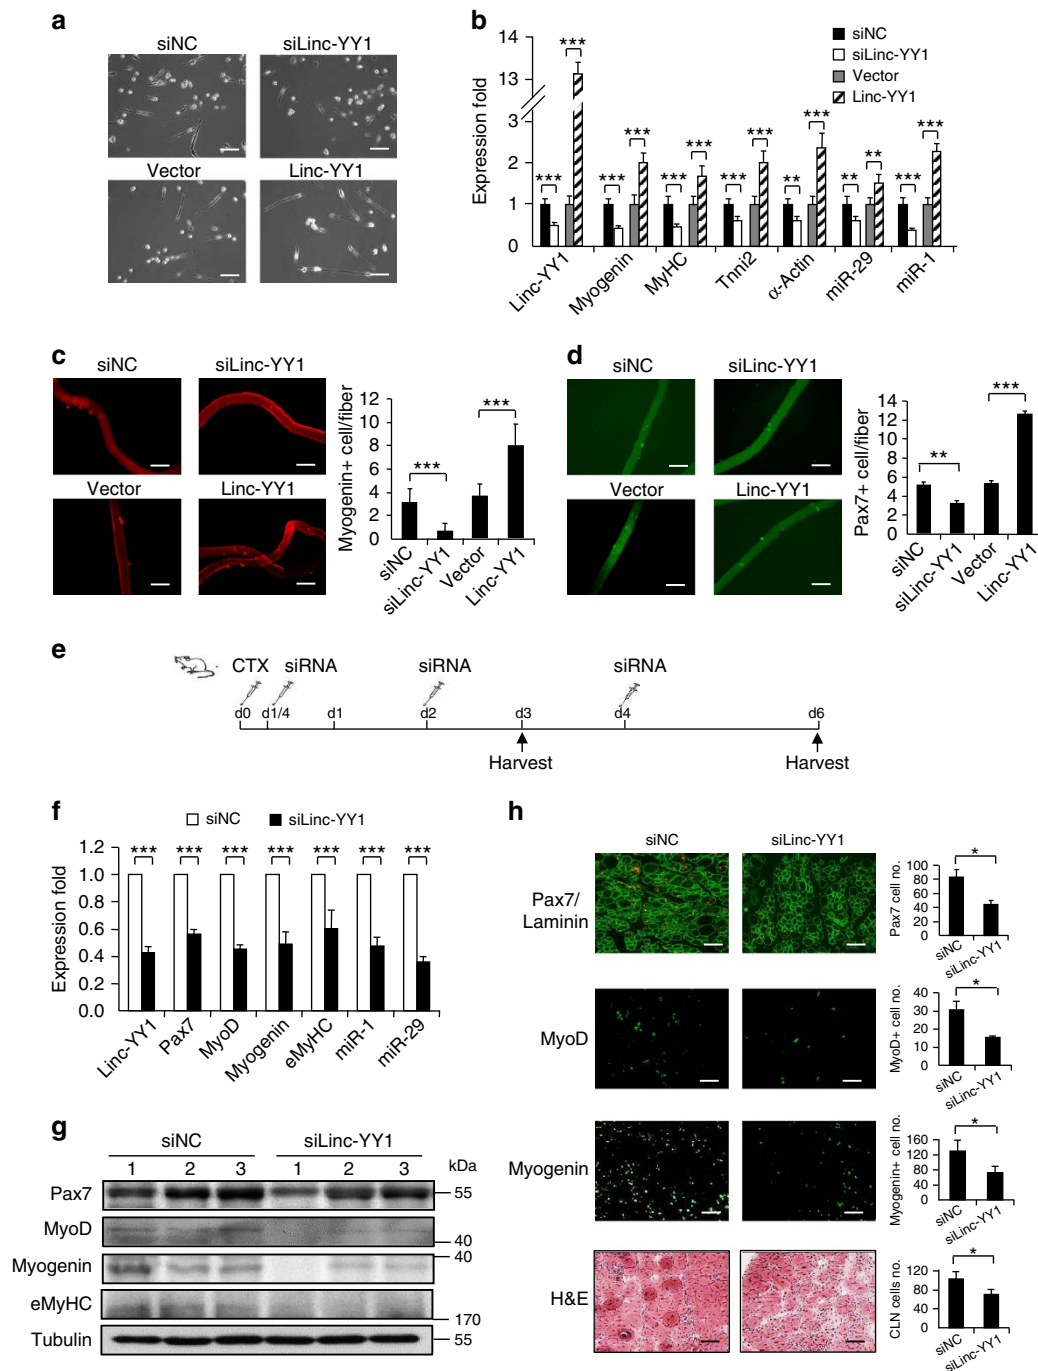 a
siNC siLinc-YY1
Vector Linc-YY1
b
siNC
siLinc-YY1
Vector
Linc-YY1
Expression fold
14
13
3
2
1
0
*** *** *** *** *** *** *** *** ** *** ** ** *** ***
Linc-YY1 Myogenin MyHC Tnni2 α-Actin miR-29 miR-1
c
siNC siLinc-YY1
Vector Linc-YY1
Myogenin+ cell/fiber
12
10
8
6
4
2
0
*** ***
siNC siLinc-YY1 Vector Linc-YY1
d
siNC siLinc-YY1
Vector Linc-YY1
Pax7+ cell/fiber
14
12
10
8
6
4
2
0
** ***
siNC siLinc-YY1 Vector Linc-YY1
e
CTX siRNA siRNA siRNA
d0 d1/4 d1 d2 d3 d4 d6
Harvest Harvest
f
siNC siLinc-YY1
Expression fold
1.2
1.0
0.8
0.6
0.4
0.2
0.0
*** *** *** *** *** *** ***
Linc-YY1 Pax7 MyoD Myogenin eMyHC miR-1 miR-29
g
siNC siLinc-YY1
1 2 3 1 2 3 kDa
Pax7 55
MyoD 40
Myogenin 40
eMyHC 170
Tubulin 55
h
siNC siLinc-YY1
Pax7/
Laminin
Pax7 cell no.
100
80
60
40
20
0
*
siNC siLinc-YY1
MyoD
MyoD+ cell no.
40
30
20
10
0
*
siNC siLinc-YY1
Myogenin
Myogenin+ cell no.
160
120
80
40
0
*
siNC siLinc-YY1
H&E
CLN cells no.
120
90
60
30
0
*
siNC siLinc-YY1